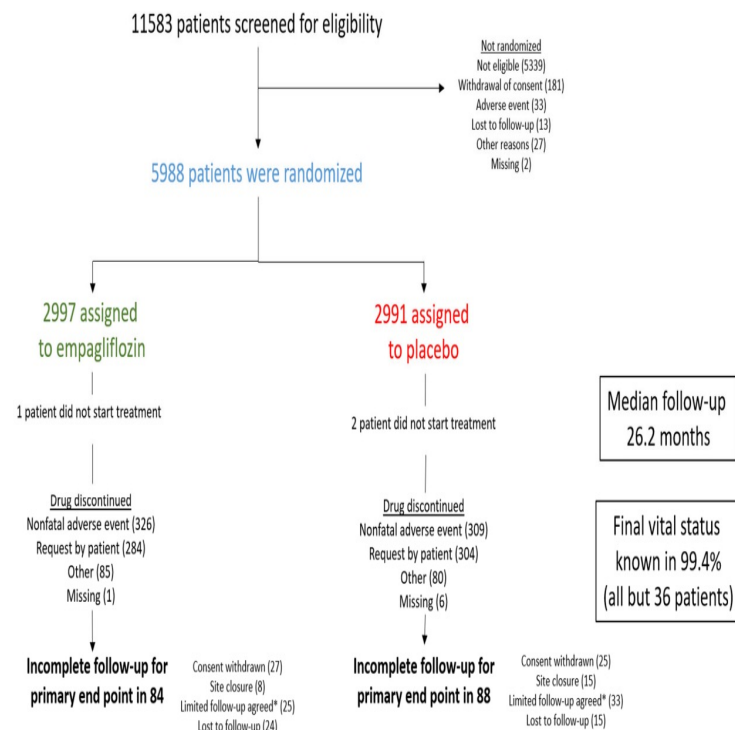 11583 patients screened for eligibility
Not randomized
Not eligible (5339)
Withdrawal of consent (181)
Adverse event (33)
Lost to follow-up (13)
Other reasons (27)
Missing (2)
5988 patients were randomized
2997 assigned
to empagliflozin
2991 assigned
to placebo
1 patient did not start treatment
2 patient did not start treatment
Median follow-up
26.2 months
Drug discontinued
Nonfatal adverse event (326)
Request by patient (284)
Other (85)
Missing (1)
Drug discontinued
Nonfatal adverse event (309)
Request by patient (304)
Other (80)
Missing (6)
Final vital status
known in 99.4%
(all but 36 patients)
Incomplete follow-up for
primary end point in 84
Consent withdrawn (27)
Site closure (8)
Limited follow-up agreed* (25)
Lost to follow-up (24)
Incomplete follow-up for
primary end point in 88
Consent withdrawn (25)
Site closure (15)
Limited follow-up agreed* (33)
Lost to follow-up (15)